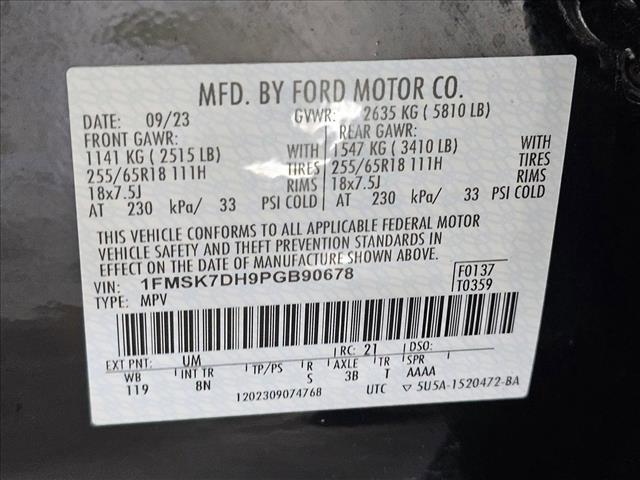 MFD. BY FORD MOTOR CO.
DATE: 09/23 GVWR: 2635 KG ( 5810 LB)
FRONT GAWR: REAR GAWR:
1141 KG ( 2515 LB) WITH 1547 KG ( 3410 LB) WITH
255/65R18 111H TIRES 255/65R18 111H TIRES
18x7.5J RIMS 18x7.5J RIMS
AT 230 kPa/ 33 PSI COLD AT 230 kPa/ 33 PSI COLD
THIS VEHICLE CONFORMS TO ALL APPLICABLE FEDERAL MOTOR
VEHICLE SAFETY AND THEFT PREVENTION STANDARDS IN
EFFECT ON THE DATE OF MANUFACTURE SHOWN ABOVE.
VIN: 1FMSK7DH9PGB90678 F0137
TYPE: MPV T0359
EXT PNT: UM RC: 21 DSO:
WB INT TR TP/PS R AXLE TR SPR
119 BN S 3B T AAAA
1202309074768 UTC ▽ 5U5A-1520472-BA